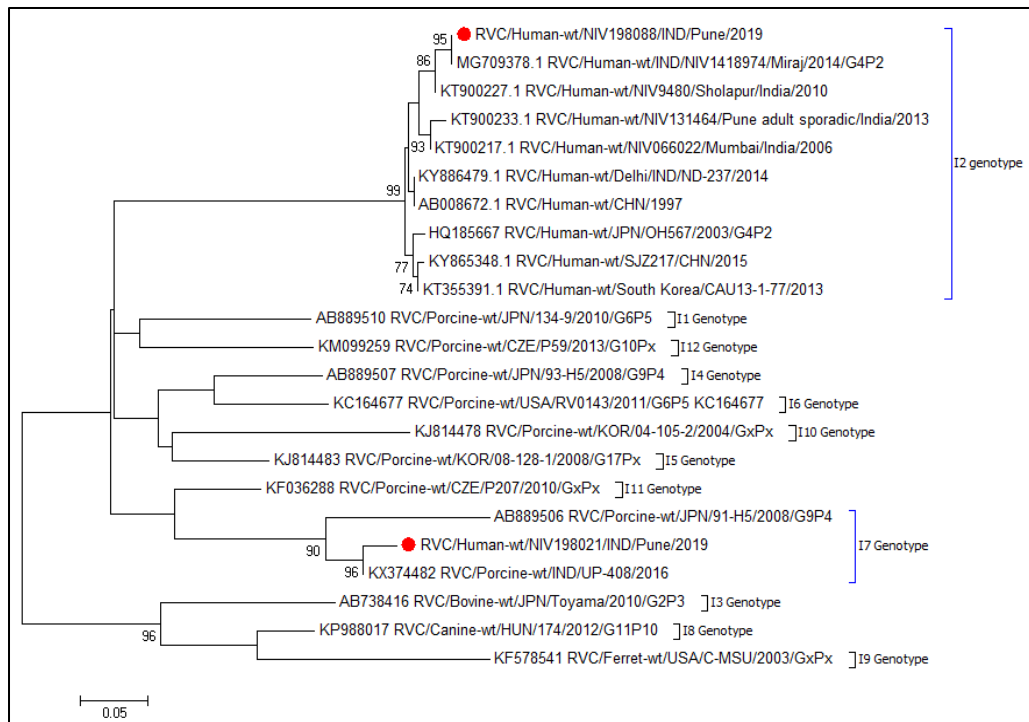 95 RVC/Human-wt/NIV198088/IND/Pune/2019
MG709378.1 RVC/Human-wt/IND/NIV1418974/Miraj/2014/G4P2
86
KT900227.1 RVC/Human-wt/NIV9480/Sholapur/India/2010
KT900233.1 RVC/Human-wt/NIV131464/Pune adult sporadic/India/2013
93 KT900217.1 RVC/Human-wt/NIV066022/Mumbai/India/2006
I2 genotype
KY886479.1 RVC/Human-wt/Delhi/IND/ND-237/2014
99
AB008672.1 RVC/Human-wt/CHN/1997
HQ185667 RVC/Human-wt/JPN/OH567/2003/G4P2
77 KY865348.1 RVC/Human-wt/SJZ217/CHN/2015
74 KT355391.1 RVC/Human-wt/South Korea/CAU13-1-77/2013
AB889510 RVC/Porcine-wt/JPN/134-9/2010/G6P5 I1 Genotype
KM099259 RVC/Porcine-wt/CZE/P59/2013/G10Px I12 Genotype
AB889507 RVC/Porcine-wt/JPN/93-H5/2008/G9P4 I4 Genotype
KC164677 RVC/Porcine-wt/USA/RV0143/2011/G6P5 KC164677 I6 Genotype
KJ814478 RVC/Porcine-wt/KOR/04-105-2/2004/GxPx I10 Genotype
KJ814483 RVC/Porcine-wt/KOR/08-128-1/2008/G17Px I5 Genotype
KF036288 RVC/Porcine-wt/CZE/P207/2010/GxPx I11 Genotype
AB889506 RVC/Porcine-wt/JPN/91-H5/2008/G9P4
90 RVC/Human-wt/NIV198021/IND/Pune/2019 I7 Genotype
96 KX374482 RVC/Porcine-wt/IND/UP-408/2016
AB738416 RVC/Bovine-wt/JPN/Toyama/2010/G2P3 I3 Genotype
96 KP988017 RVC/Canine-wt/HUN/174/2012/G11P10 I8 Genotype
KF578541 RVC/Ferret-wt/USA/C-MSU/2003/GxPx I9 Genotype
0.05